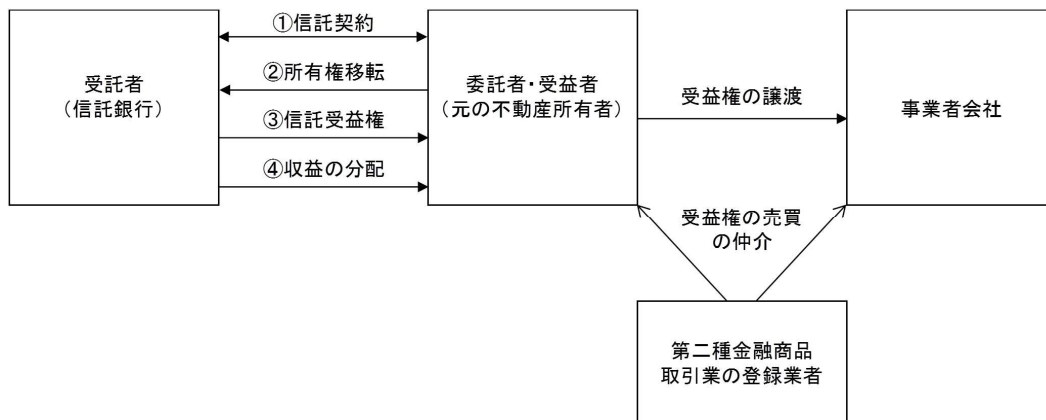 ①信託契約
②所有権移転
③信託受益権
④収益の分配
受託者
（信託銀行）
委託者・受益者
（元の不動産所有者）
受益権の譲渡
事業者会社
受益権の売買
の仲介
第二種金融商品
取引業の登録業者